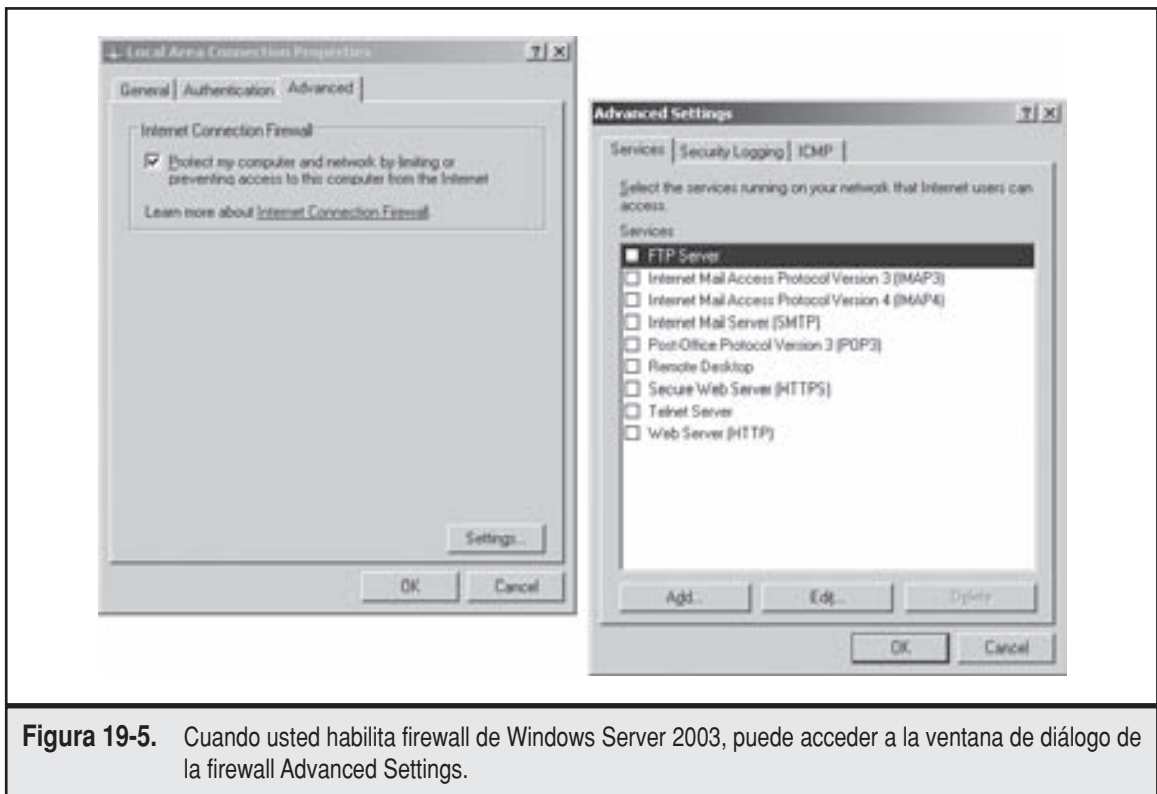 Local Area Connection Properties
General
Authentication
Advanced
Internet Connection Firewall
Protect my computer and network by limiting or
preventing access to this computer from the Internet
Learn more about Internet Connection Firewall.
Settings...
OK
Cancel
Advanced Settings
Services
Security Logging
ICMP
Select the services running on your network that Internet users can
access.
Services
FTP Server
Internet Mail Access Protocol Version 3 (IMAP3)
Internet Mail Access Protocol Version 4 (IMAP4)
Internet Mail Server (SMTP)
Post-Office Protocol Version 3 (POP3)
Remote Desktop
Secure Web Server (HTTPS)
Telnet Server
Web Server (HTTP)
Add...
Edit...
Delete
OK
Cancel
Figura 19-5. Cuando usted habilita firewall de Windows Server 2003, puede acceder a la ventana de diálogo de
la firewall Advanced Settings.